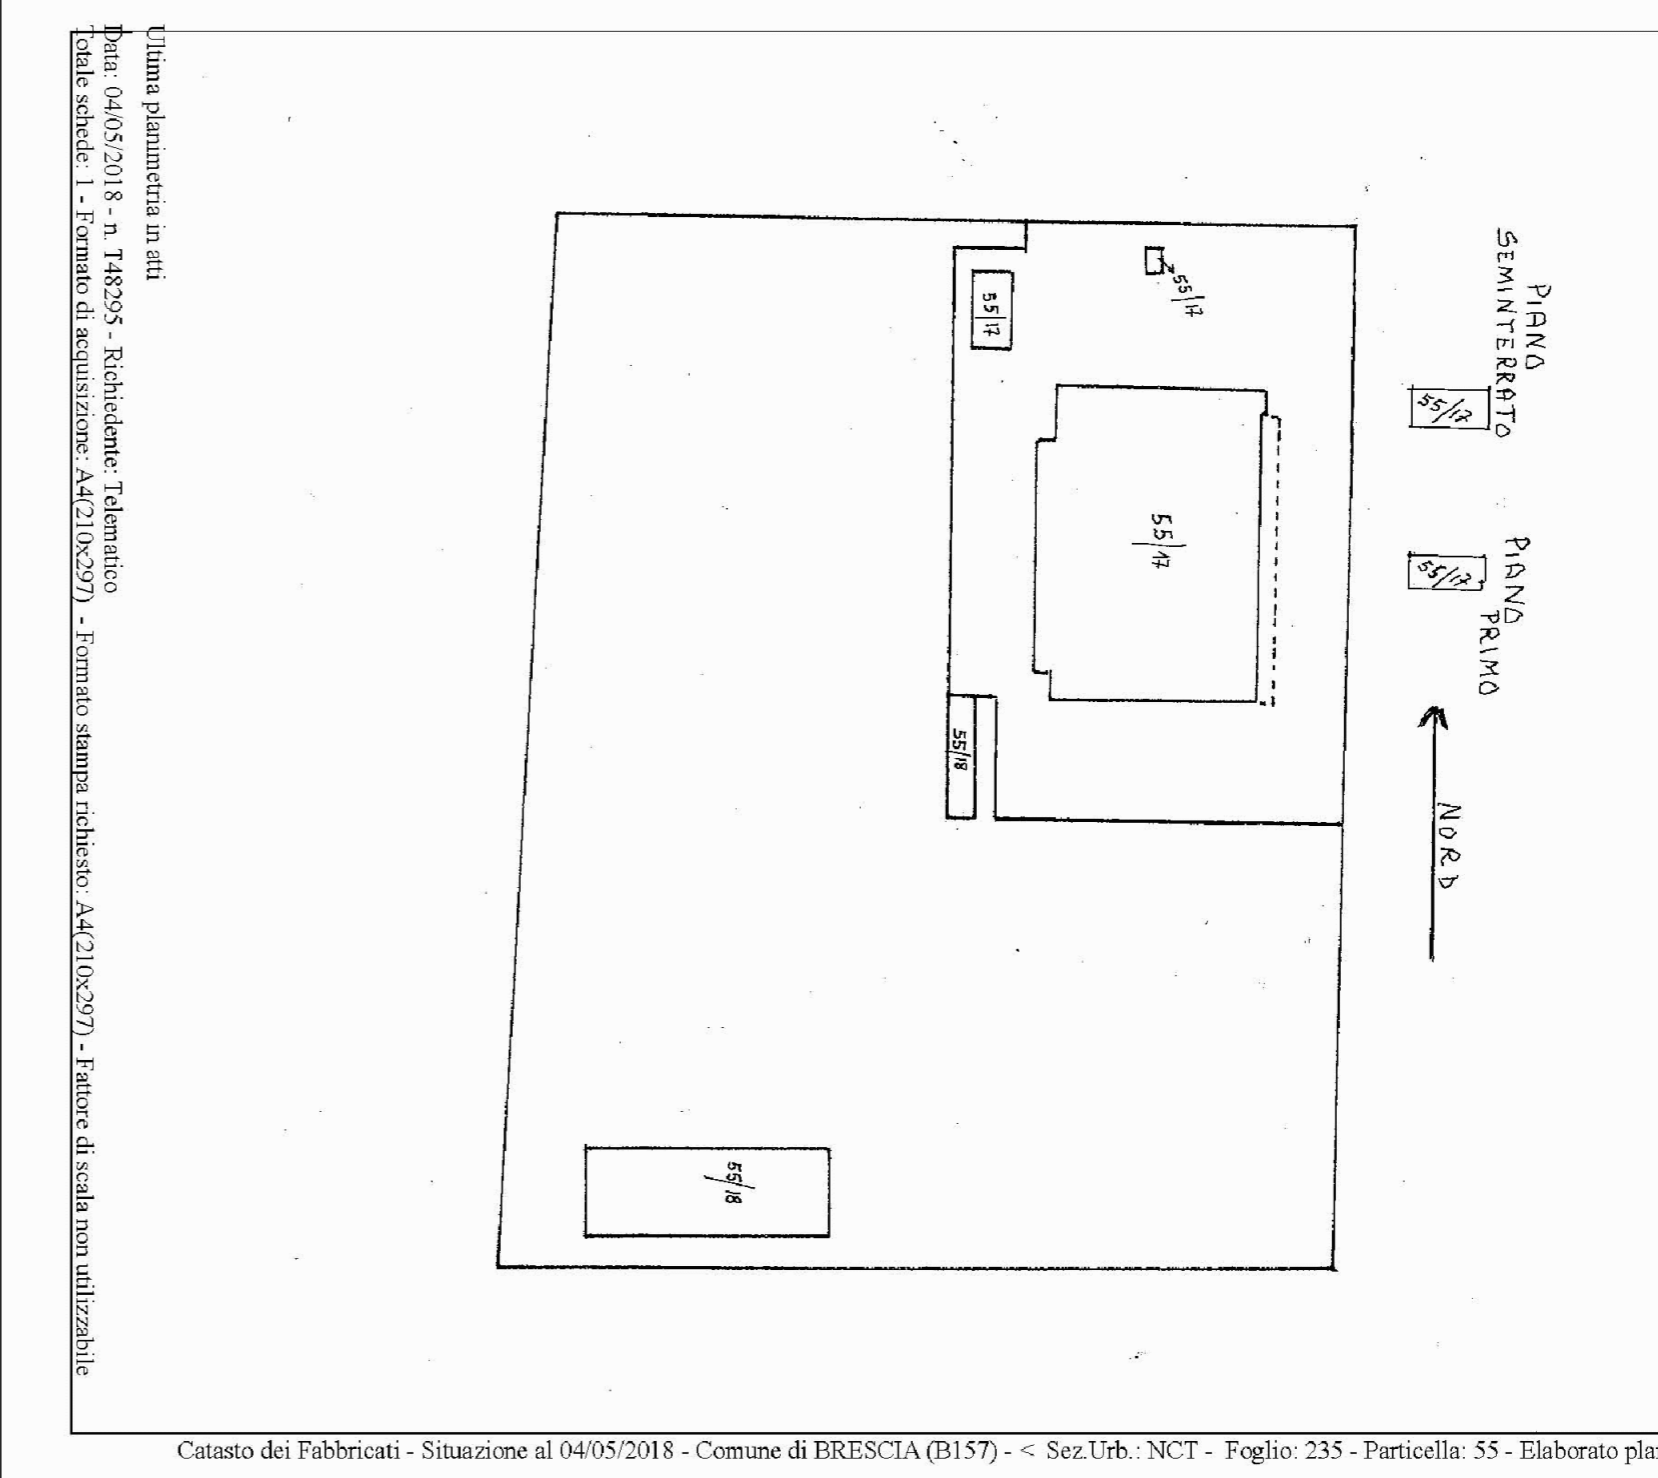 PIANO
SEMINTERRATO
55/17
PIANO
PRIMO
55/17
NORD
55/17
55/17
55/17
55/18
55/18
Ultima planimetria in atti
Data: 04/05/2018 - n. T48295 - Richiedente: Telematico
Totale schede: 1 - Formato di acquisizione: A4(210x297) - Formato stampa richiesto: A4(210x297) - Fattore di scala non utilizzabile
Catasto dei Fabbricati - Situazione al 04/05/2018 - Comune di BRESCIA (B157) - < Sez.Urb.: NCT - Foglio: 235 - Particella: 55 - Elaborato pla